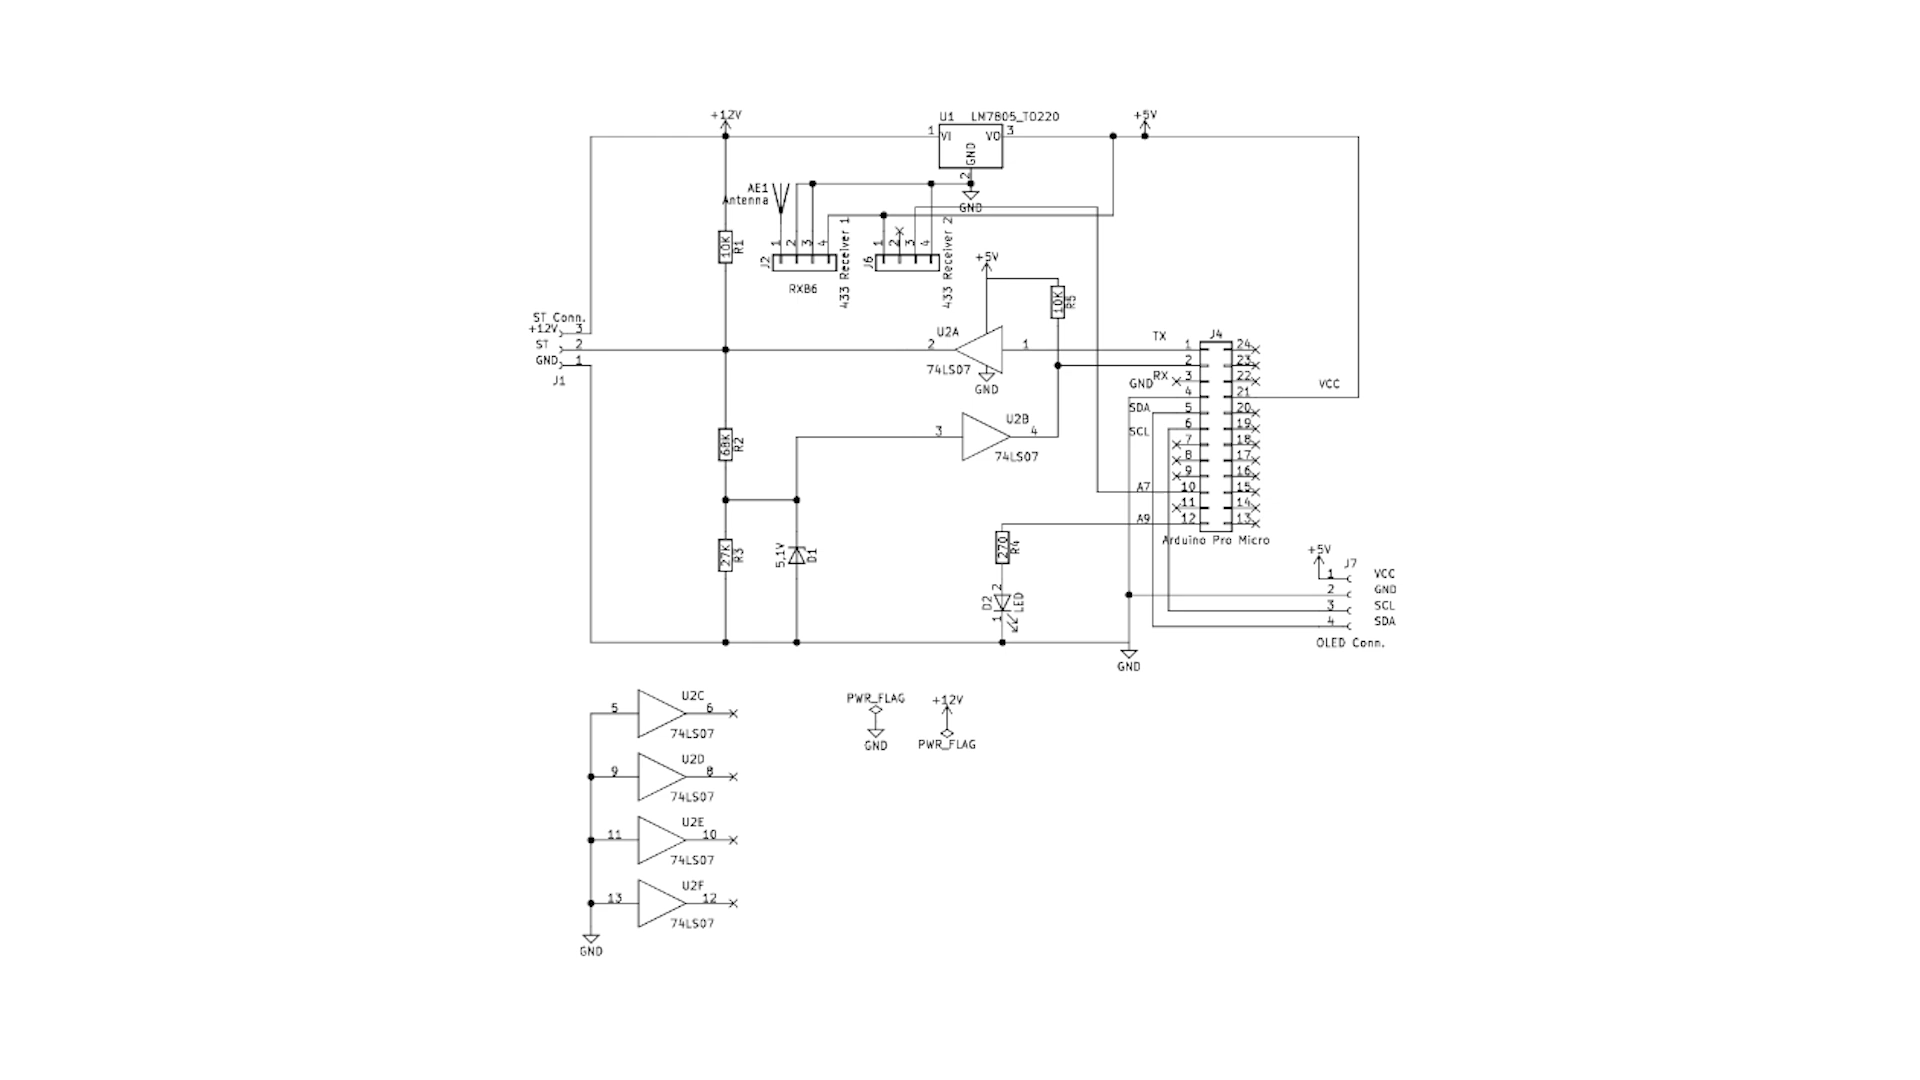 +12V
U1 LM7805_TO220
+5V
1 VI VO 3
GND
2
GND
AE1
Antenna
1 2 3 4
J2
RXB6
433 Receiver 1
1 2 3 4
J6
433 Receiver 2
10K R1
+5V
10K R5
ST Conn.
+12V 3
ST 2
GND 1
J1
U2A
2 1
74LS07
GND
U2B
3 4
74LS07
68K R2
27K R3
5,1V D1
270 R4
2
D2 LED
1
TX
RX
GND
SDA
SCL
A7
A9
J4
1 24
2 23
3 22
4 21
5 20
6 19
7 18
8 17
9 16
10 15
11 14
12 13
Arduino Pro Micro
VCC
+5V
J7
1 VCC
2 GND
3 SCL
4 SDA
OLED Conn.
GND
U2C
5 6
74LS07
U2D
9 8
74LS07
U2E
11 10
74LS07
U2F
13 12
74LS07
GND
PWR_FLAG
GND
+12V
PWR_FLAG